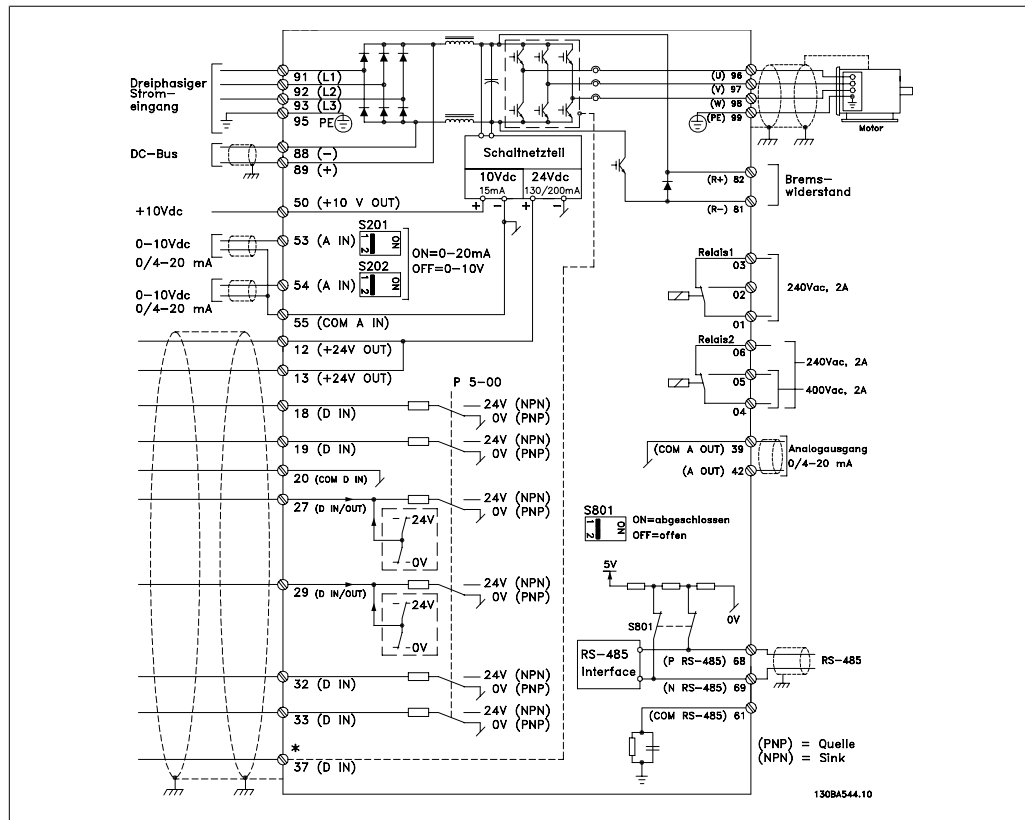 Dreiphasiger
Strom-
eingang
91 (L1)
92 (L2)
93 (L3)
95 PE
DC-Bus
88 (-)
89 (+)
+10Vdc
50 (+10 V OUT)
0-10Vdc
0/4-20 mA
53 (A IN)
S201
ON
1 2
ON=0-20mA
OFF=0-10V
0-10Vdc
0/4-20 mA
54 (A IN)
S202
ON
1 2
55 (COM A IN)
12 (+24V OUT)
13 (+24V OUT)
P 5-00
18 (D IN)
24V (NPN)
0V (PNP)
19 (D IN)
24V (NPN)
0V (PNP)
20 (COM D IN)
27 (D IN/OUT)
24V (NPN)
0V (PNP)
24V
0V
29 (D IN/OUT)
24V (NPN)
0V (PNP)
24V
0V
32 (D IN)
24V (NPN)
0V (PNP)
33 (D IN)
24V (NPN)
0V (PNP)
*
37 (D IN)
Schaltnetzteil
10Vdc
15mA
24Vdc
130/200mA
+ - + -
(U) 96
(V) 97
(W) 98
(PE) 99
Motor
(R+) 82
(R-) 81
Brems-
widerstand
Relais1
03
02
01
240Vac, 2A
Relais2
06
05
04
240Vac, 2A
400Vac, 2A
(COM A OUT) 39
(A OUT) 42
Analogausgang
0/4-20 mA
S801
ON
1 2
ON=abgeschlossen
OFF=offen
5V
0V
S801
RS-485
Interface
(P RS-485) 68
(N RS-485) 69
RS-485
(COM RS-485) 61
(PNP) = Quelle
(NPN) = Sink
130BA544.10